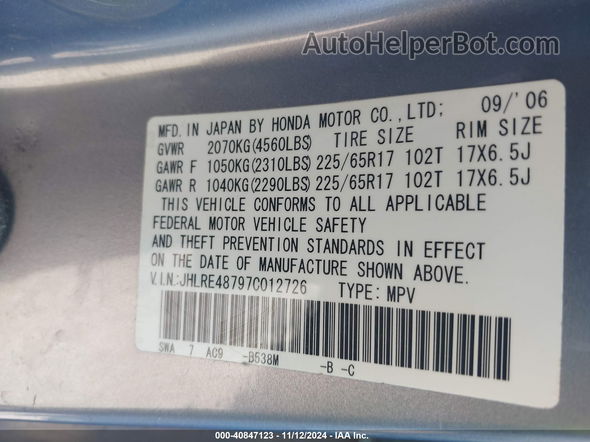 AutoHelperBot.com
MFD. IN JAPAN BY HONDA MOTOR CO.,LTD; 09/'06
GVWR 2070KG(4560LBS) TIRE SIZE RIM SIZE
GAWR F 1050KG(2310LBS) 225/65R17 102T 17X6.5J
GAWR R 1040KG(2290LBS) 225/65R17 102T 17X6.5J
THIS VEHICLE CONFORMS TO ALL APPLICABLE
FEDERAL MOTOR VEHICLE SAFETY
AND THEFT PREVENTION STANDARDS IN EFFECT
ON THE DATE OF MANUFACTURE SHOWN ABOVE.
V.I.N:JHLRE48797C012726 TYPE: MPV
SWA 7 AC9 -B538M -B -C
000-40847123 - 11/12/2024 - IAA Inc.